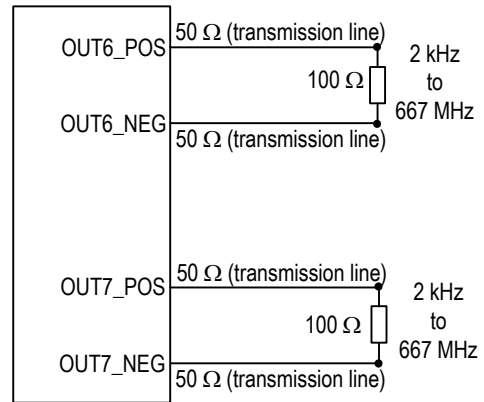 50 Ω (transmission line)
OUT6_POS
2 kHz
100 Ω
to
667 MHz
OUT6_NEG
50 Ω (transmission line)
50 Ω (transmission line)
OUT7_POS
2 kHz
100 Ω
to
667 MHz
OUT7_NEG
50 Ω (transmission line)